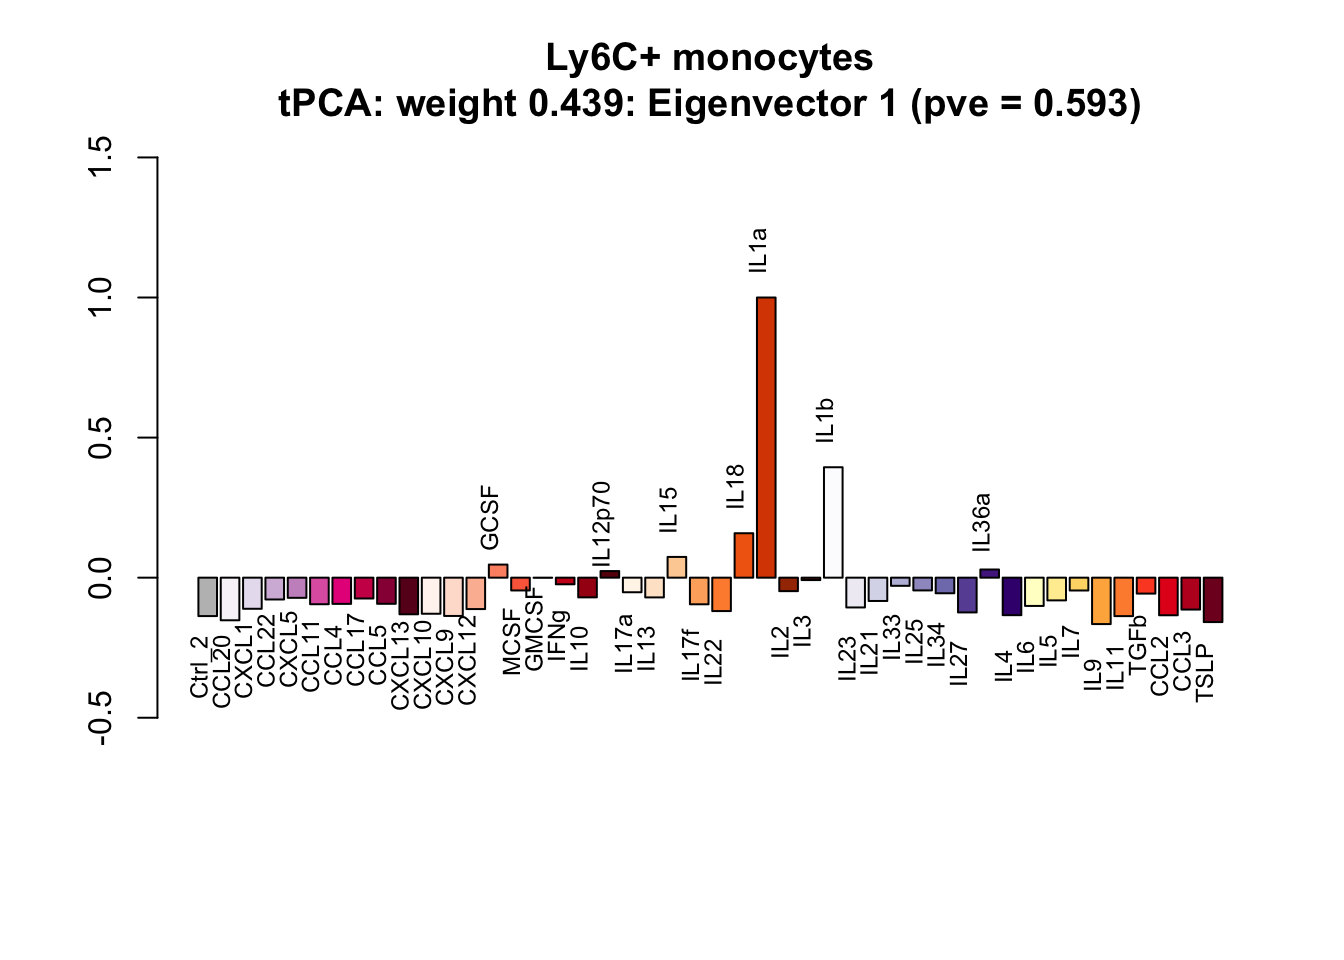 Ly6C+ monocytes
tPCA: weight 0.439: Eigenvector 1 (pve = 0.593)
1.5
1.0
0.5
0.0
-0.5
Ctrl_2
CCL20
CXCL1
CCL22
CXCL5
CCL11
CCL4
CCL17
CCL5
CXCL13
CXCL10
CXCL9
CXCL12
GCSF
MCSF
GMCSF
IFNg
IL10
IL12p70
IL17a
IL13
IL15
IL17f
IL22
IL18
IL1a
IL2
IL3
IL1b
IL23
IL21
IL33
IL25
IL34
IL27
IL36a
IL4
IL6
IL5
IL7
IL9
IL11
TGFb
CCL2
CCL3
TSLP